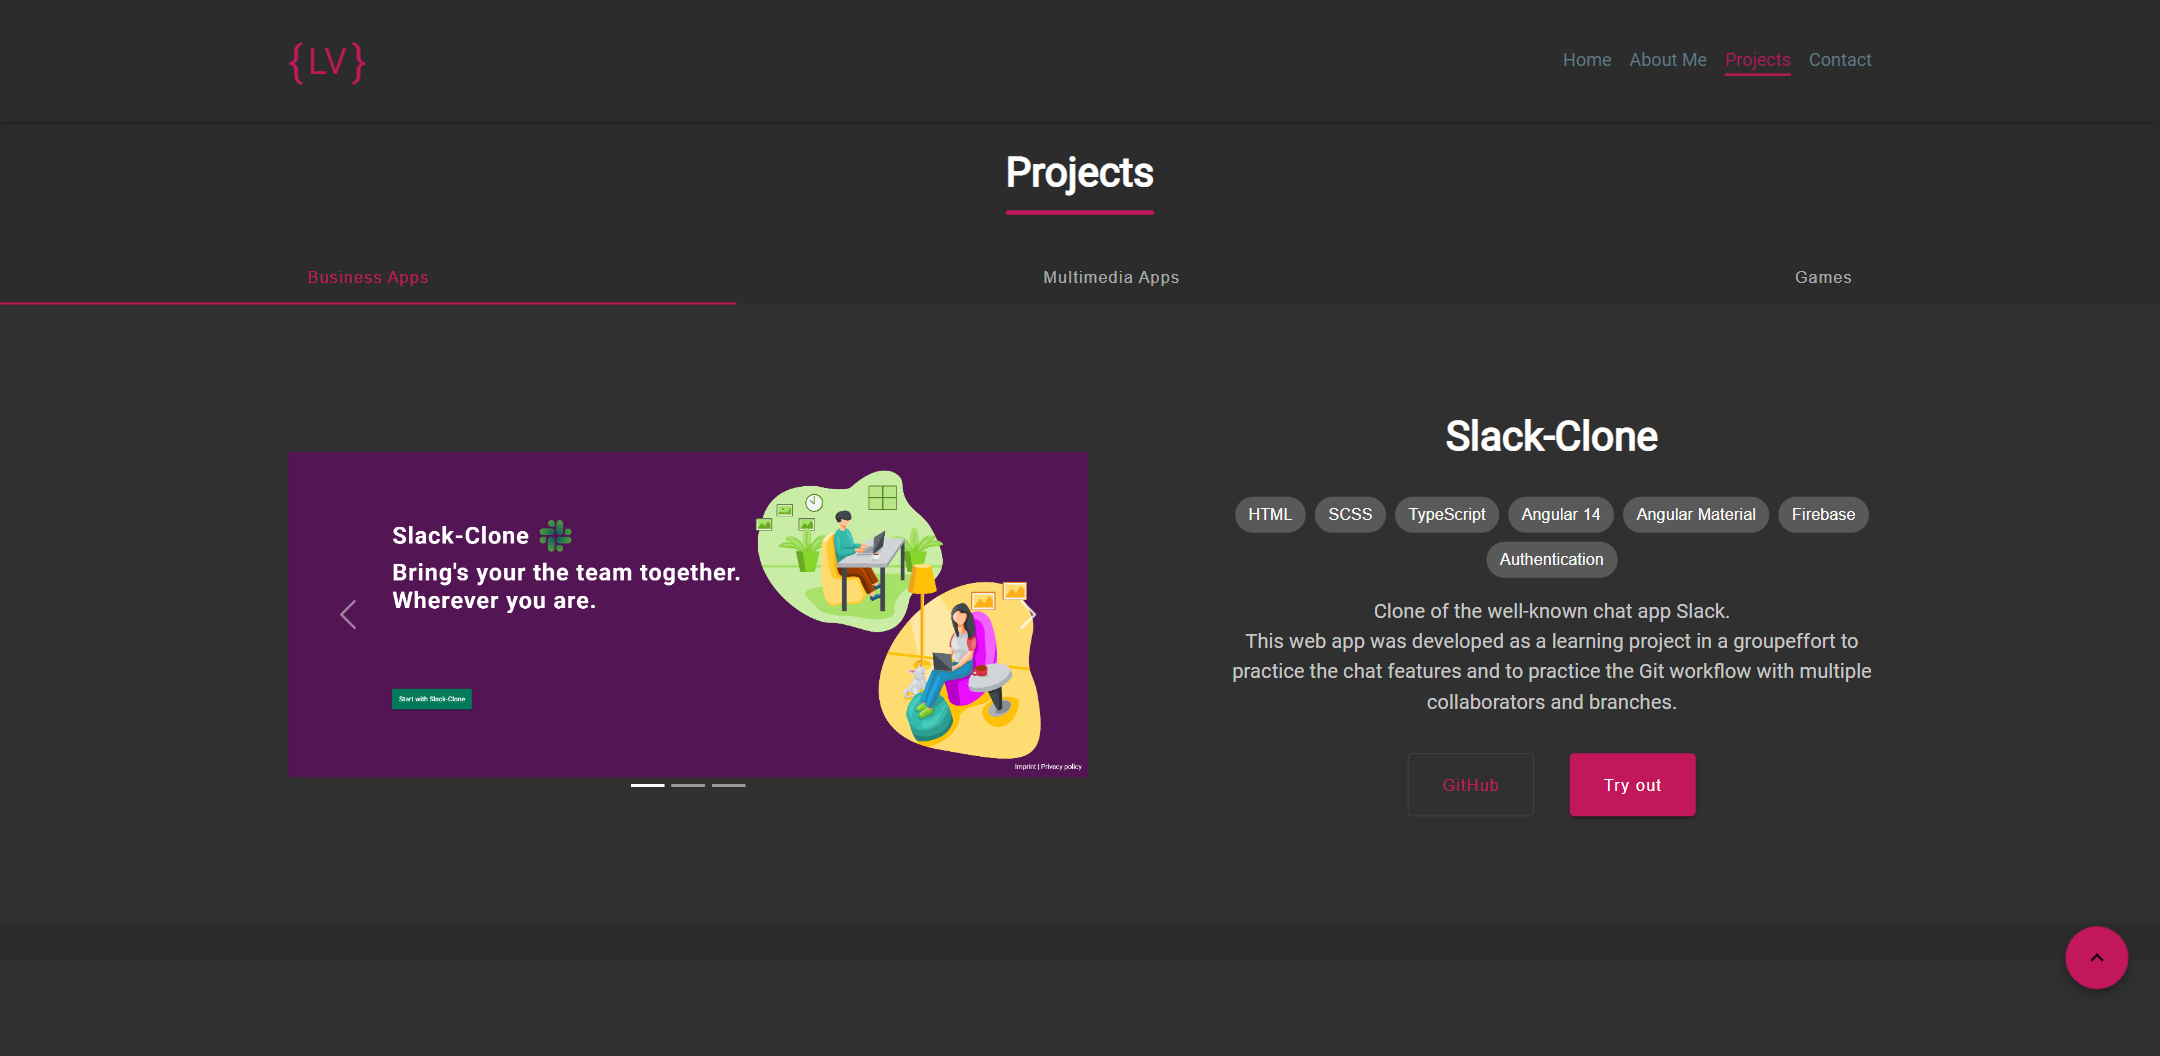 {LV}
Home About Me Projects Contact
Projects
Business Apps Multimedia Apps Games
Slack-Clone
Bring's your the team together.
Wherever you are.
Start with Slack-Clone
Imprint | Privacy policy
Slack-Clone
HTML SCSS TypeScript Angular 14 Angular Material Firebase
Authentication
Clone of the well-known chat app Slack.
This web app was developed as a learning project in a groupeffort to
practice the chat features and to practice the Git workflow with multiple
collaborators and branches.
GitHub Try out